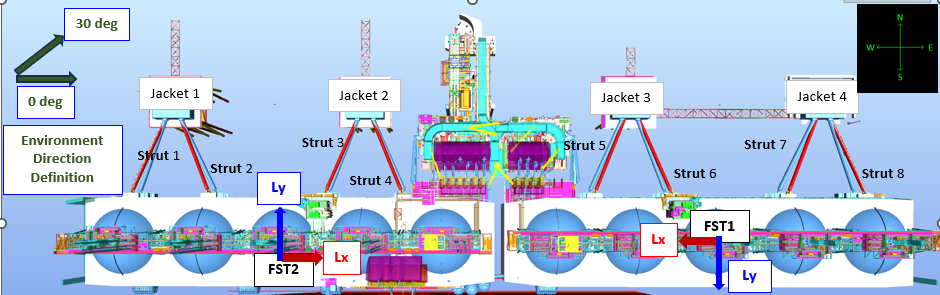 30 deg
0 deg
Environment
Direction
Definition
Jacket 1
Jacket 2
Jacket 3
Jacket 4
N
W
E
S
Strut 1
Strut 2
Strut 3
Strut 4
Strut 5
Strut 6
Strut 7
Strut 8
Ly
Lx
FST2
FST1
Lx
Ly